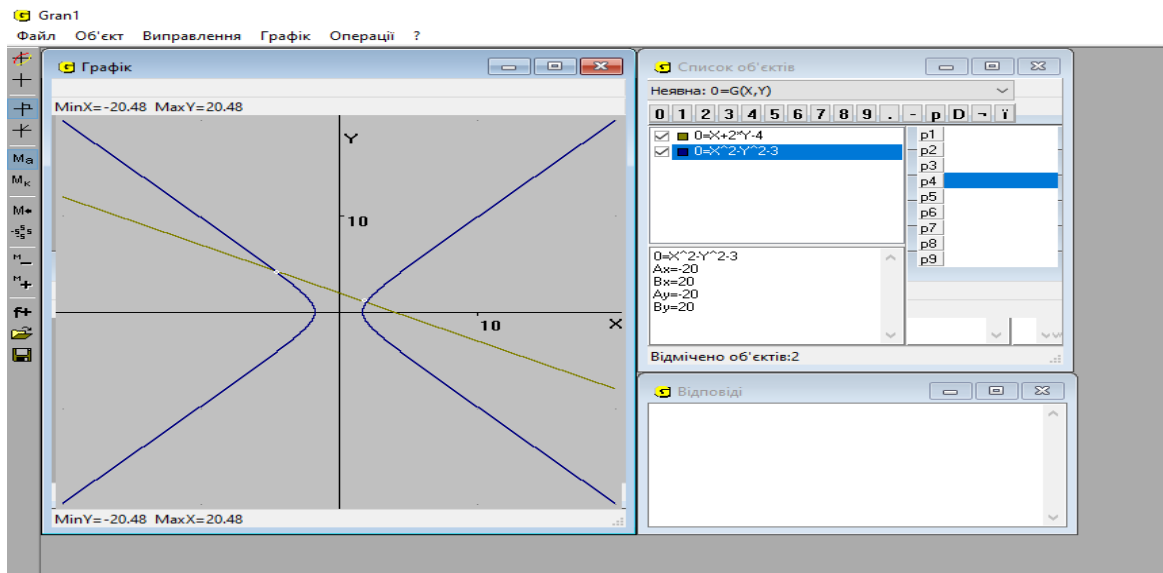 Gran1
Файл Об'єкт Виправлення Графік Операції ?
Графік
MinX=-20.48 MaxY=20.48
Y
10
10
X
MinY=-20.48 MaxX=20.48
Ma
Мк
M
-s s
M
M
f+
Список об'єктів
Неявна: 0=G(X,Y)
0 1 2 3 4 5 6 7 8 9 . - p D ¬ ї
0=X+2*Y-4
0=X^2-Y^2-3
p1
p2
p3
p4
p5
p6
p7
p8
p9
0=X^2-Y^2-3
Ax=-20
Bx=20
Ay=-20
By=20
Відмічено об'єктів:2
Відповіді